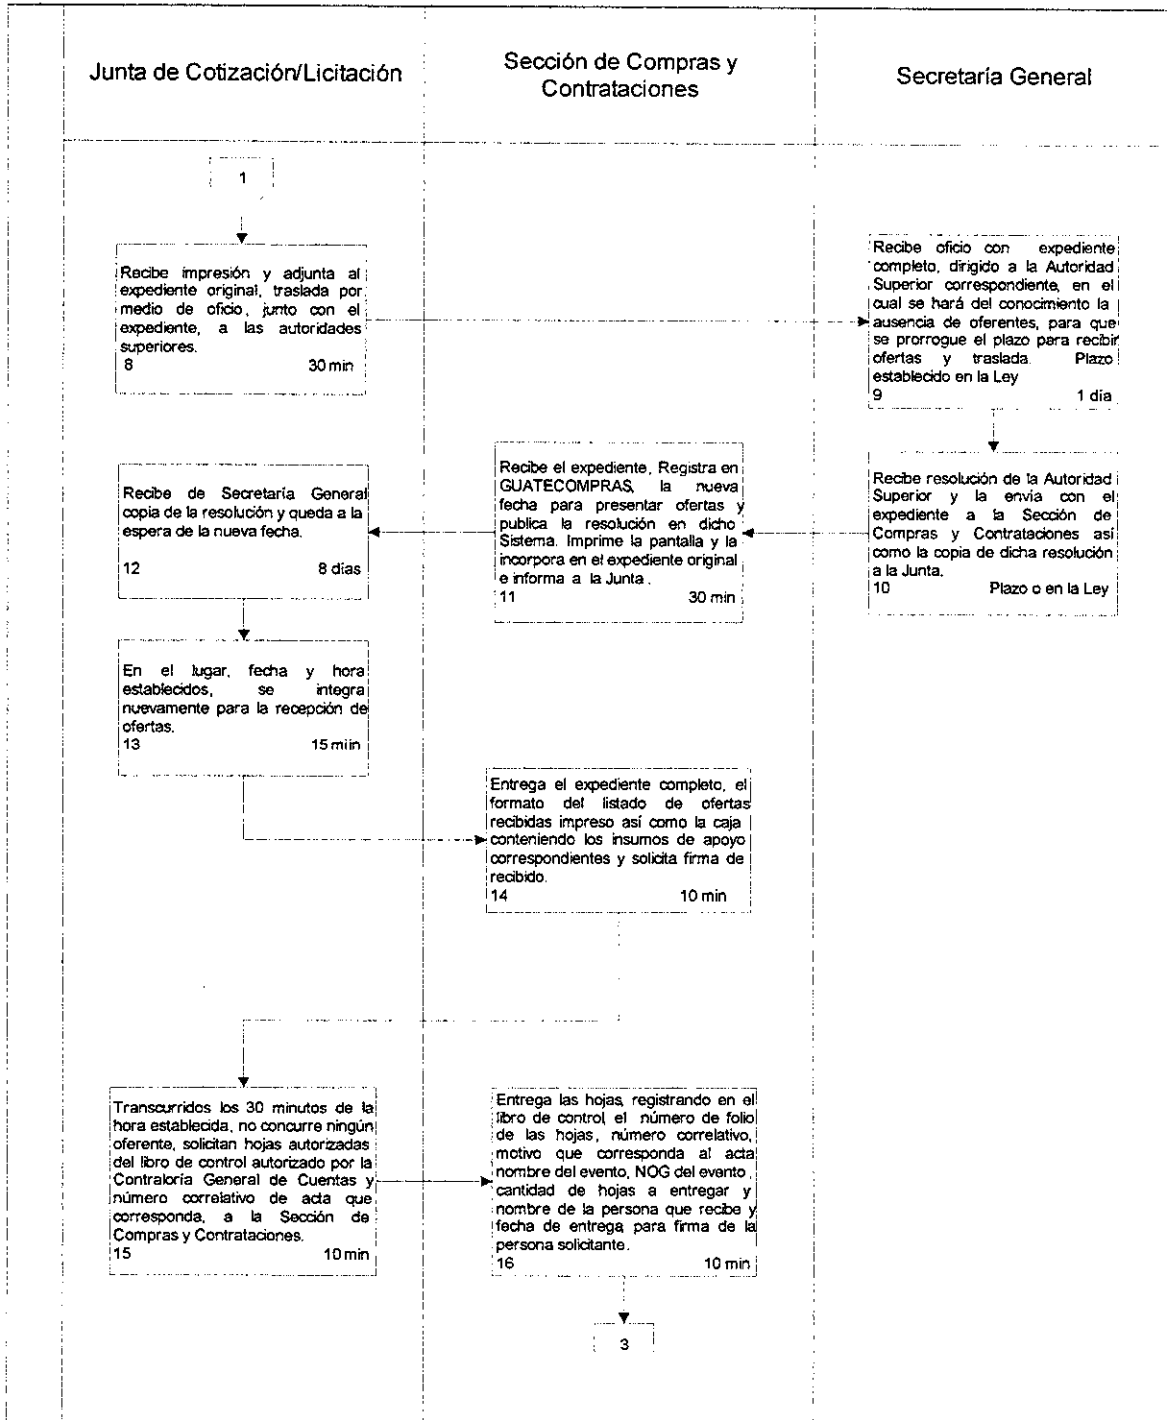 Junta de Cotización/Licitación
Sección de Compras y
Contrataciones
Secretaría General
1
Recibe impresión y adjunta al
expediente original, traslada por
medio de oficio, junto con el
expediente, a las autoridades
superiores.
8 30 min
Recibe oficio con expediente
completo, dirigido a la Autoridad
Superior correspondiente, en el
cual se hará del conocimiento la
ausencia de oferentes, para que
se prorrogue el plazo para recibir
ofertas y traslada. Plazo
establecido en la Ley
9 1 día
Recibe resolución de la Autoridad
Superior y la envia con el
expediente a la Sección de
Compras y Contrataciones así
como la copia de dicha resolución
a la Junta.
10 Plazo o en la Ley
Recibe el expediente, Registra en
GUATECOMPRAS, la nueva
fecha para presentar ofertas y
publica la resolución en dicho
Sistema. Imprime la pantalla y la
incorpora en el expediente original
e informa a la Junta.
11 30 min
Recibe de Secretaría General
copia de la resolución y queda a la
espera de la nueva fecha.
12 8 días
En el lugar, fecha y hora
establecidos, se integra
nuevamente para la recepción de
ofertas.
13 15 miin
Entrega el expediente completo, el
formato del listado de ofertas
recibidas impreso así como la caja
conteniendo los insumos de apoyo
correspondientes y solicita firma de
recibido.
14 10 min
Transcurridos los 30 minutos de la
hora establecida, no concurre ningún
oferente, solicitan hojas autorizadas
del libro de control autorizado por la
Contraloría General de Cuentas y
número correlativo de acta que
corresponda, a la Sección de
Compras y Contrataciones.
15 10 min
Entrega las hojas, registrando en el
libro de control, el número de folio
de las hojas, número correlativo,
motivo que corresponda al acta
nombre del evento, NOG del evento,
cantidad de hojas a entregar y
nombre de la persona que recibe y
fecha de entrega para firma de la
persona solicitante.
16 10 min
3